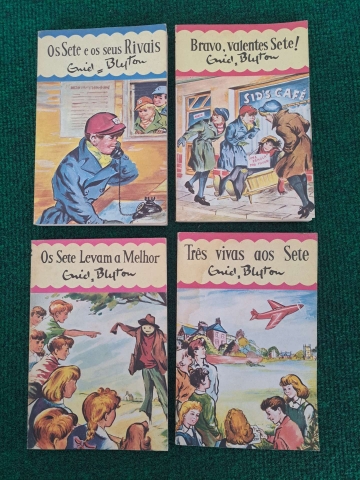 Os Sete e os seus Rivais
Enid Blyton
Bravo, valentes Sete!
Enid Blyton
SID'S CAFÉ
Os Sete Levam a Melhor
Enid Blyton
Três vivas aos Sete
Enid Blyton